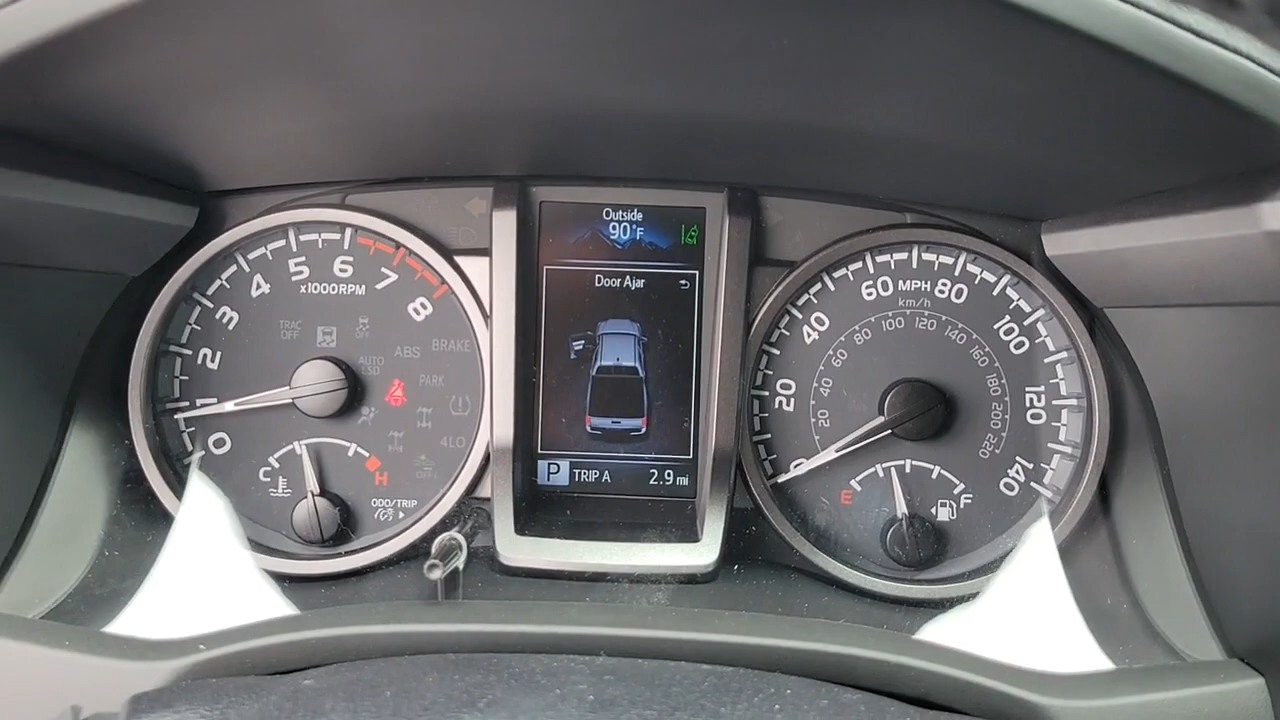 0
1
2
3
4
5
6
7
8
x1000RPM
TRAC
OFF
OFF
AUTO
LSD
ABS
BRAKE
PARK
4LO
C
H
ODO/TRIP
Outside
90°F
Door Ajar
P TRIP A 2.9 mi
0
20
40
60
MPH
80
100
120
140
km/h
20
40
60
80
100
120
140
160
180
200
220
E
F